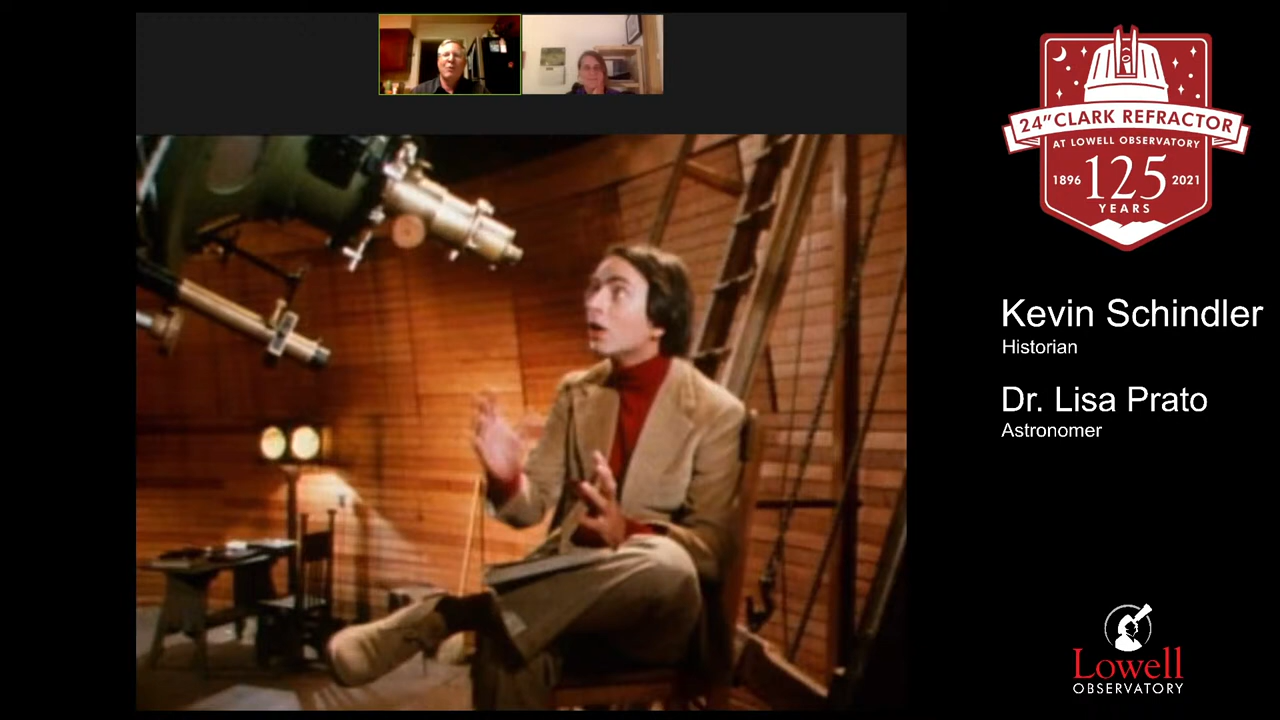 24" CLARK REFRACTOR
AT LOWELL OBSERVATORY
1896 125 2021
YEARS
Kevin Schindler
Historian
Dr. Lisa Prato
Astronomer
Lowell
OBSERVATORY